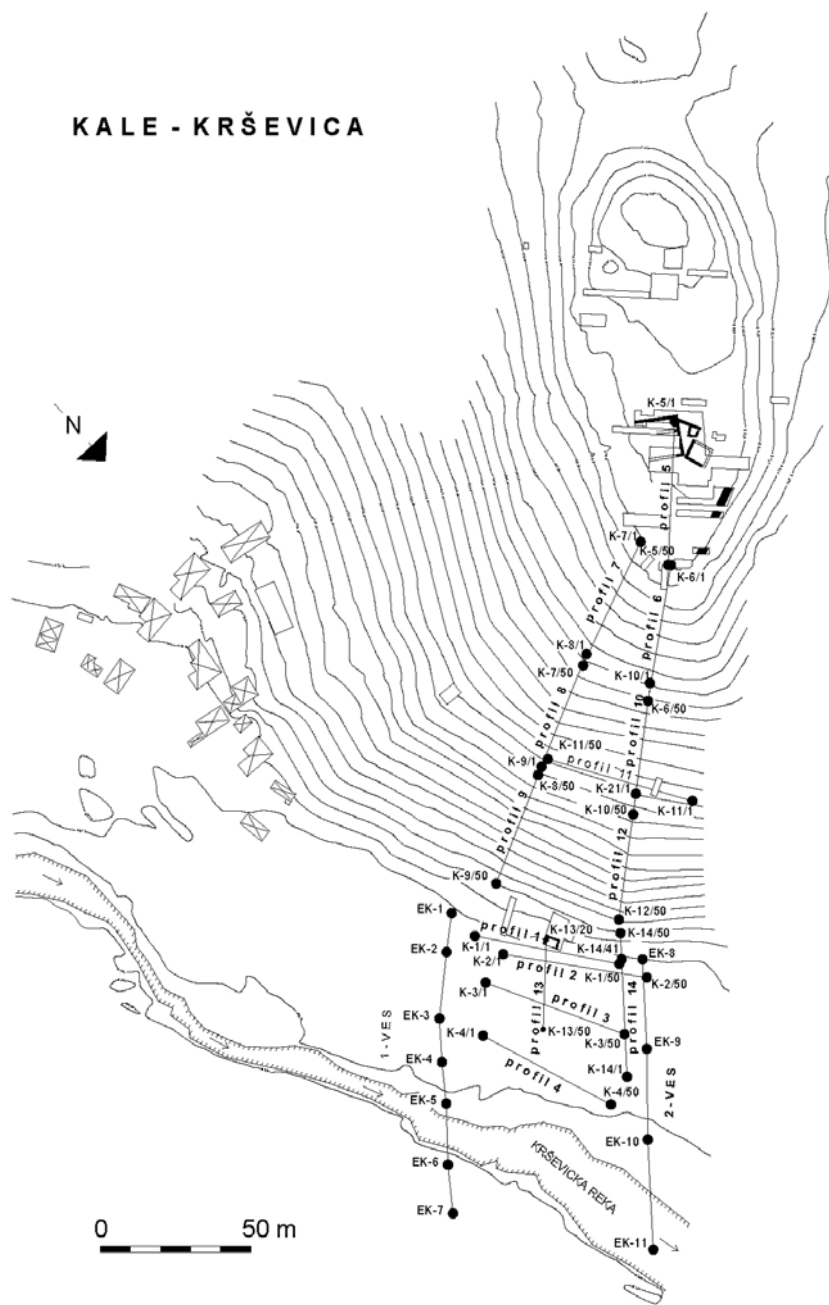 KALE - KRŠEVICA
N
K-5/1
profil 5
K-7/1
K-5/50
K-6/1
profil 7
profil 6
K-8/1
K-7/50
K-10/1
K-6/50
profil 8
profil 10
K-11/50
profil 11
K-9/1
K-8/50
K-21/1
K-11/1
K-10/50
profil 9
profil 12
K-9/50
EK-1
K-12/50
K-13/20
K-14/50
profil 1
K-1/1
EK-2
K-14/41
EK-8
K-2/1
K-1/50
K-2/50
profil 2
K-3/1
profil 13
profil 14
profil 3
EK-3
1-VES
K-4/1
K-13/50
K-3/50
EK-9
EK-4
profil 4
K-14/1
K-4/50
2-VES
EK-5
EK-10
EK-6
KRŠEVIČKA REKA
EK-7
EK-11
0 50 m